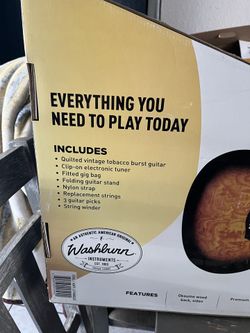 EVERYTHING YOU
NEED TO PLAY TODAY
INCLUDES
• Quilted vintage tobacco burst guitar
• Clip-on electronic tuner
• Fitted gig bag
• Folding guitar stand
• Nylon strap
• Replacement strings
• 3 guitar picks
• String winder
AN AUTHENTIC AMERICAN ORIGINAL
Washburn
INSTRUMENTS
EST. 1883
FEATURES